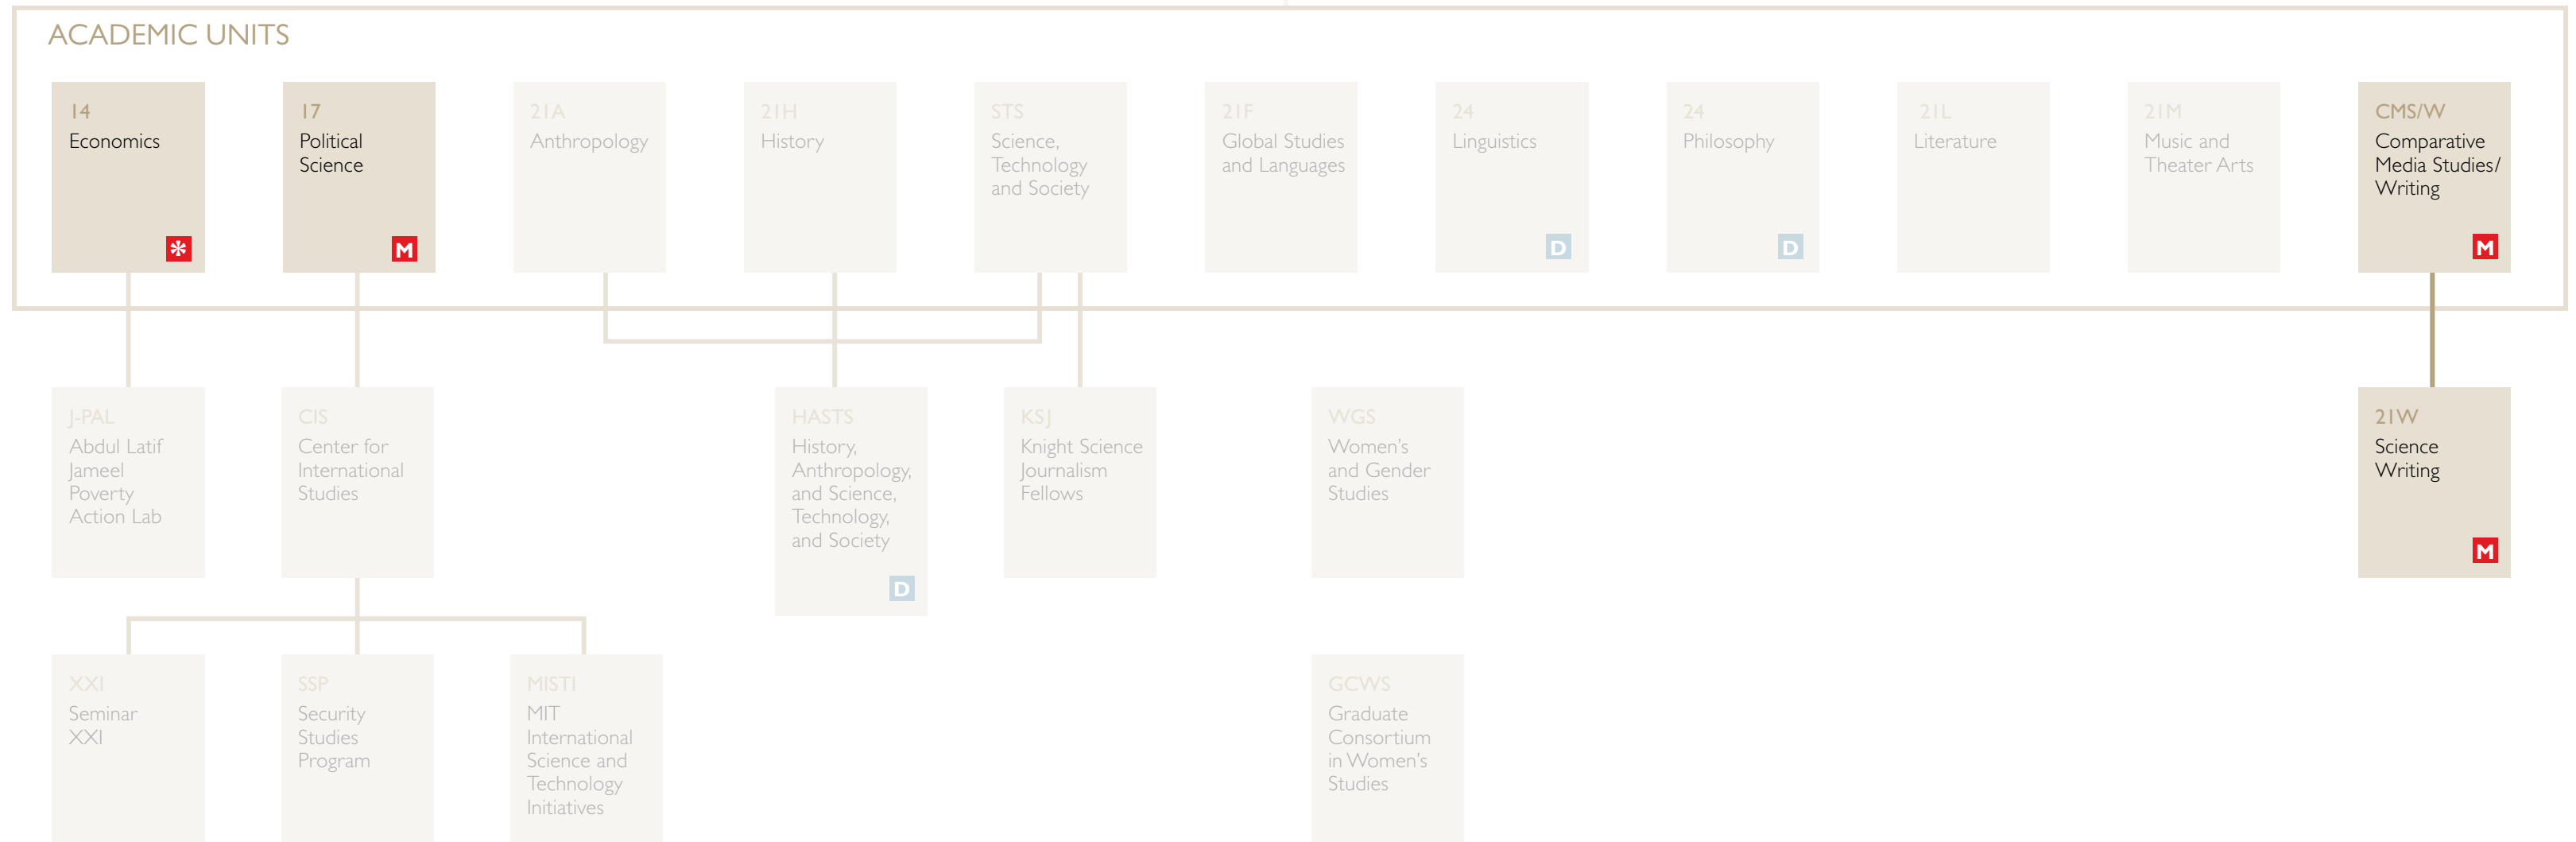 ACADEMIC UNITS
14
Economics
*
17
Political
Science
M
21A
Anthropology
21H
History
STS
Science,
Technology
and Society
21F
Global Studies
and Languages
24
Linguistics
D
24
Philosophy
D
21L
Literature
21M
Music and
Theater Arts
CMS/W
Comparative
Media Studies/
Writing
M
J-PAL
Abdul Latif
Jameel
Poverty
Action Lab
CIS
Center for
International
Studies
HASTS
History,
Anthropology,
and Science,
Technology,
and Society
D
KSJ
Knight Science
Journalism
Fellows
WGS
Women’s
and Gender
Studies
21W
Science
Writing
M
XXI
Seminar
XXI
SSP
Security
Studies
Program
MISTI
MIT
International
Science and
Technology
Initiatives
GCWS
Graduate
Consortium
in Women’s
Studies